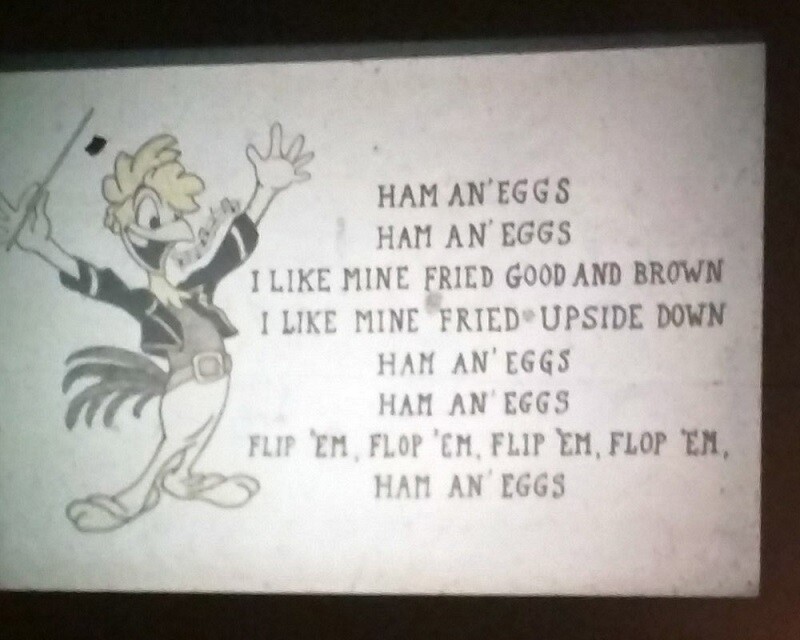 HAM AN' EGGS
HAM AN' EGGS
I LIKE MINE FRIED GOOD AND BROWN
I LIKE MINE FRIED UPSIDE DOWN
HAM AN' EGGS
HAM AN' EGGS
FLIP 'EM, FLOP 'EM, FLIP 'EM, FLOP 'EM,
HAM AN' EGGS